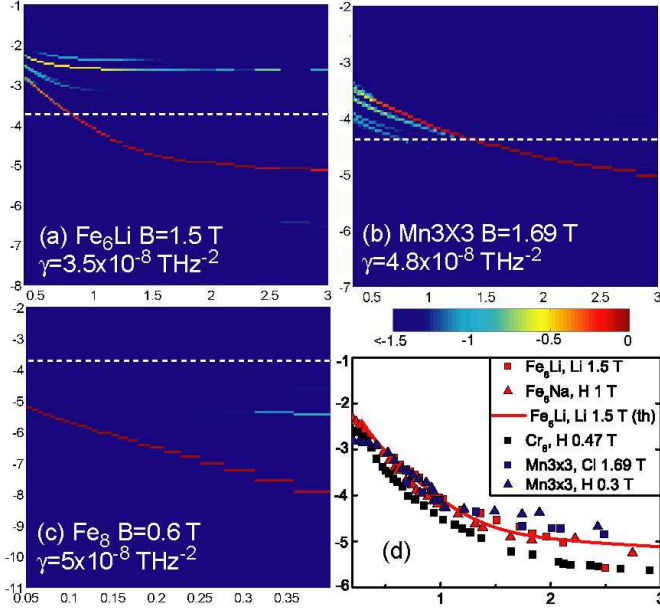 -1
-2
-3
-4
-5
-6
-7
-8
(a) Fe₆Li B=1.5 T
γ=3.5x10⁻⁸ THz⁻²
0.5 1 1.5 2 2.5 3
-2
-3
-4
-5
-6
-7
(b) Mn3X3 B=1.69 T
γ=4.8x10⁻⁸ THz⁻²
0.5 1 1.5 2 2.5 3
<-1.5 -1 -0.5 0
-2
-3
-4
-5
-6
-7
-8
-9
-10
-11
(c) Fe₈ B=0.6 T
γ=5x10⁻⁸ THz⁻²
0.05 0.1 0.15 0.2 0.25 0.3 0.35
-1
-2
-3
-4
-5
-6
Fe₆Li, Li 1.5 T
Fe₆Na, H 1 T
Fe₆Li, Li 1.5 T (th)
Cr₈, H 0.47 T
Mn3x3, Cl 1.69 T
Mn3x3, H 0.3 T
(d)
1 2 3